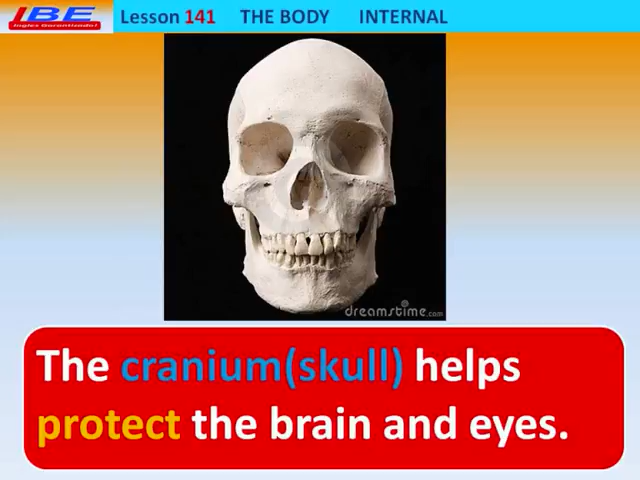 IBE Lesson 141 THE BODY INTERNAL
Ingles Garantizado!
dreamstime.com
The cranium(skull) helps
protect the brain and eyes.